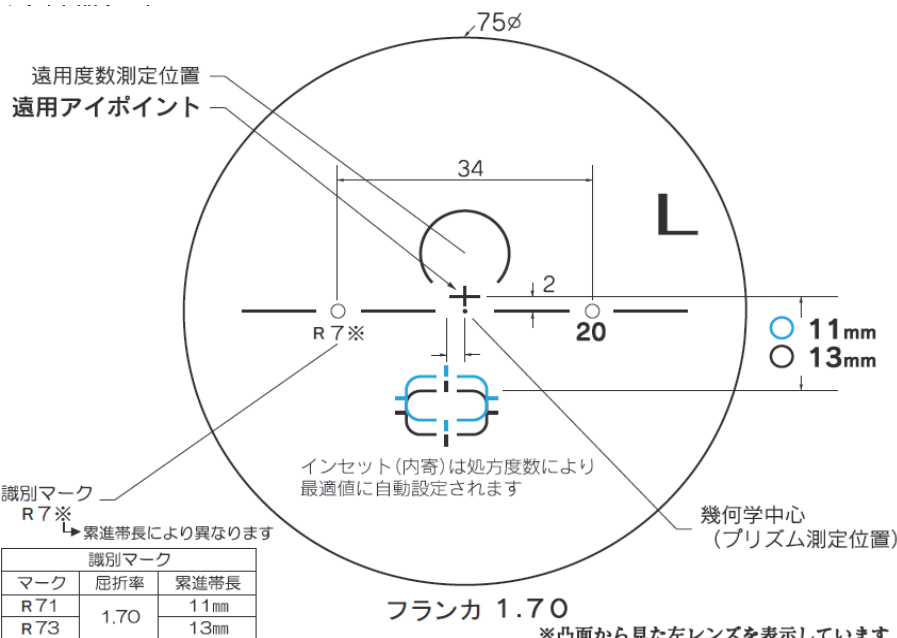 75φ
遠用度数測定位置
遠用アイポイント
34
L
2
R 7※
20
11mm
13mm
インセット(内寄)は処方度数により
最適値に自動設定されます
識別マーク
R 7※
累進帯長により異なります
幾何学中心
(プリズム測定位置)
識別マーク
マーク 屈折率 累進帯長
R71 1.70 11mm
R73 13mm
フランカ 1.70
※凸面から見た左レンズを表示しています